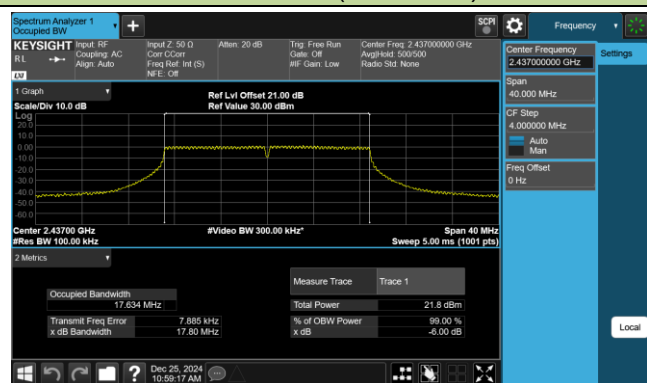 Spectrum Analyzer 1
Occupied BW
SCPI
Frequency
KEYSIGHT
R L
LXI
Input: RF
Coupling: AC
Align: Auto
Input Z: 50 Ω
Corr CCorr
Freq Ref: Int (S)
NFE: Off
Atten: 20 dB
Trig: Free Run
Gate: Off
#IF Gain: Low
Center Freq: 2.437000000 GHz
Avg|Hold: 500/500
Radio Std: None
Center Frequency
2.437000000 GHz
Settings
Span
40.000 MHz
CF Step
4.000000 MHz
Auto
Man
Freq Offset
0 Hz
1 Graph
Scale/Div 10.0 dB
Ref Lvl Offset 21.00 dB
Ref Value 30.00 dBm
Log
20.0
10.0
0.00
-10.0
-20.0
-30.0
-40.0
-50.0
-60.0
Center 2.43700 GHz
#Res BW 100.00 kHz
#Video BW 300.00 kHz*
Span 40 MHz
Sweep 5.00 ms (1001 pts)
2 Metrics
Measure Trace Trace 1
Occupied Bandwidth
17.634 MHz
Total Power 21.8 dBm
Transmit Freq Error 7.885 kHz
% of OBW Power 99.00 %
x dB Bandwidth 17.80 MHz
x dB -6.00 dB
Local
?
Dec 25, 2024
10:59:17 AM